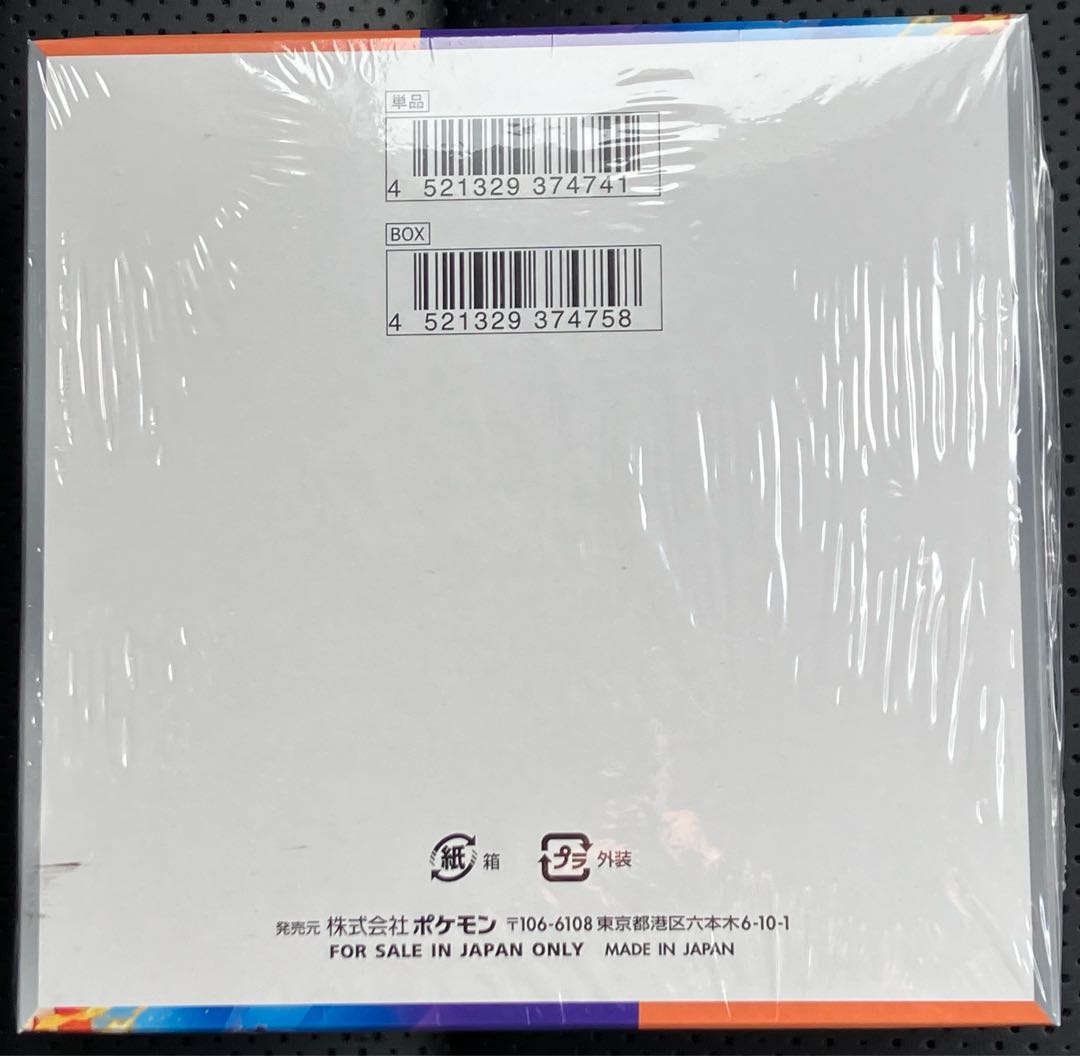 単品
4 521329 374741
BOX
4 521329 374758
紙 箱 プラ 外装
発売元 株式会社 ポケモン 〒106-6108 東京都港区六本木6-10-1
FOR SALE IN JAPAN ONLY MADE IN JAPAN